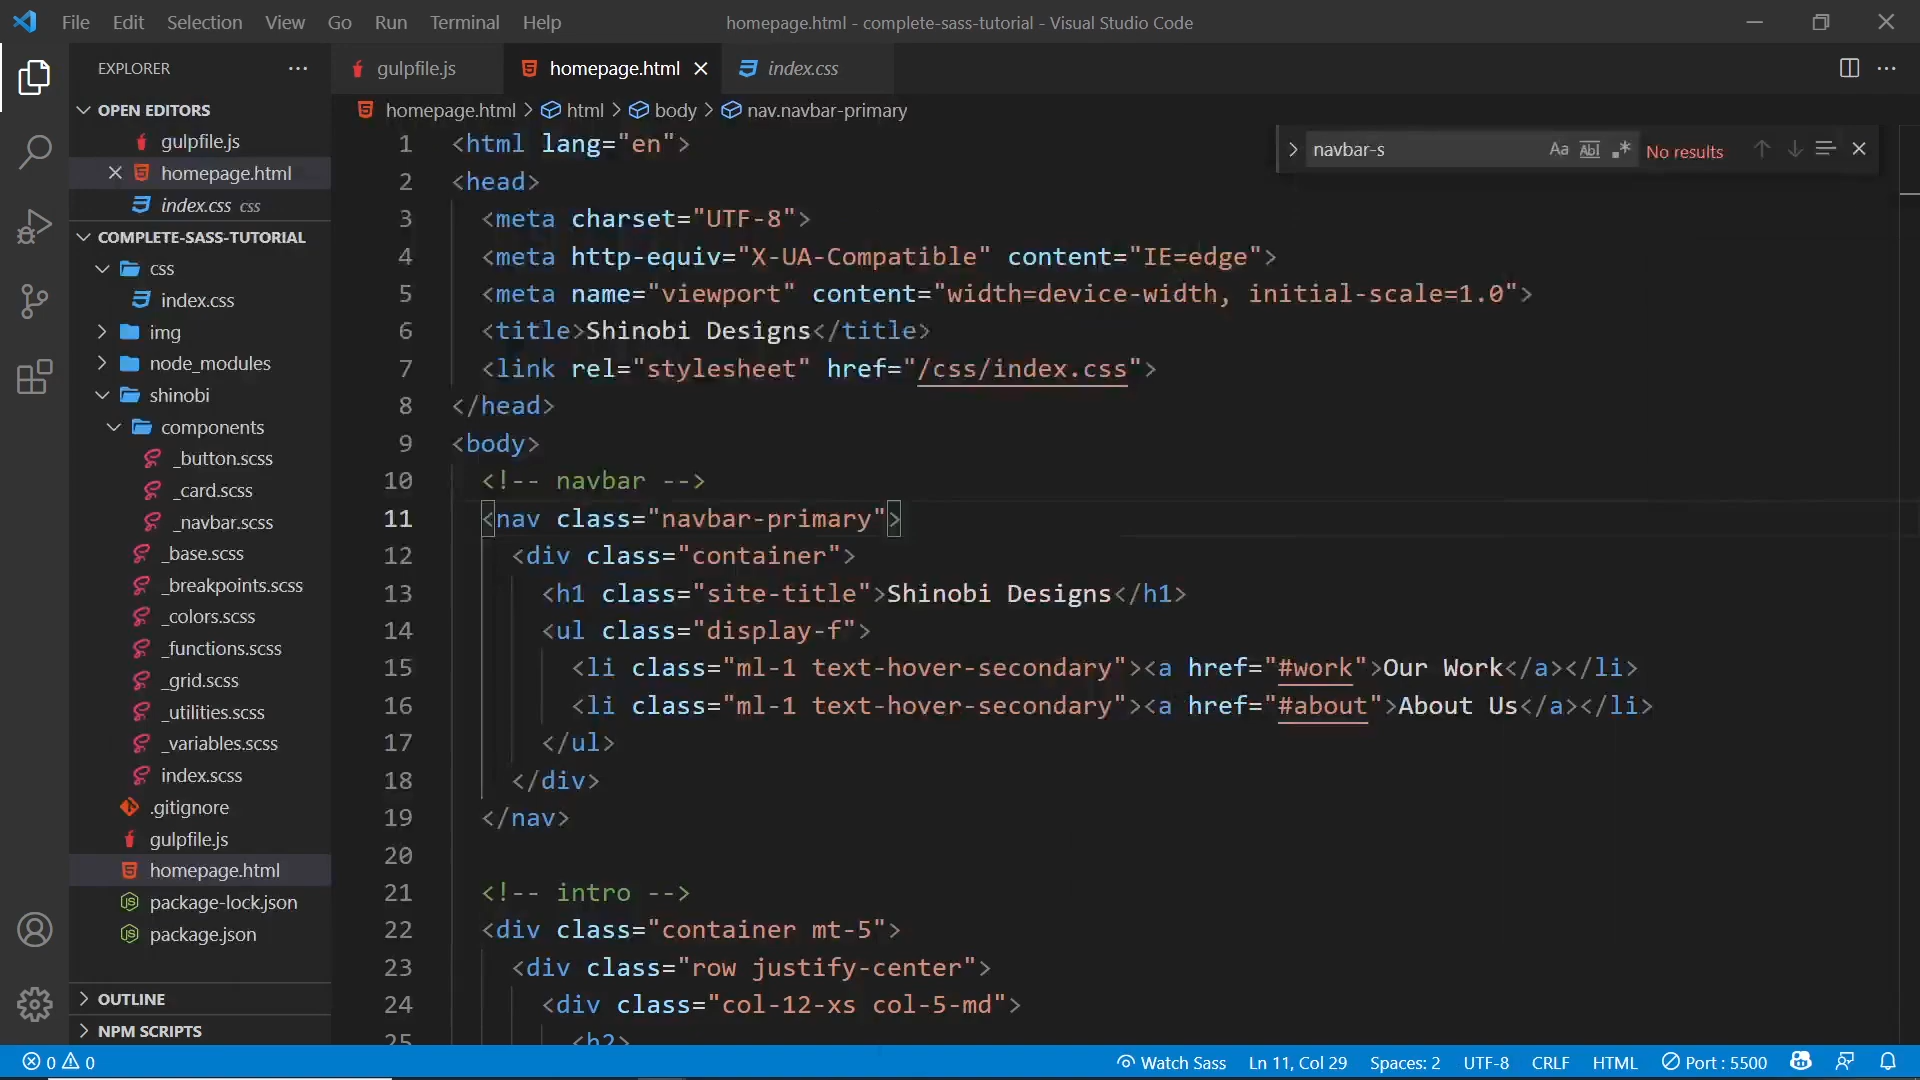 File Edit Selection View Go Run Terminal Help
homepage.html - complete-sass-tutorial - Visual Studio Code
EXPLORER
OPEN EDITORS
gulpfile.js
homepage.html
index.css css
COMPLETE-SASS-TUTORIAL
css
index.css
img
node_modules
shinobi
components
_button.scss
_card.scss
_navbar.scss
_base.scss
_breakpoints.scss
_colors.scss
_functions.scss
_grid.scss
_utilities.scss
_variables.scss
index.scss
.gitignore
gulpfile.js
homepage.html
package-lock.json
package.json
OUTLINE
NPM SCRIPTS
gulpfile.js homepage.html index.css
homepage.html > html > body > nav.navbar-primary
navbar-s Aa Abl .* No results
1 <html lang="en">
2 <head>
3 <meta charset="UTF-8">
4 <meta http-equiv="X-UA-Compatible" content="IE=edge">
5 <meta name="viewport" content="width=device-width, initial-scale=1.0">
6 <title>Shinobi Designs</title>
7 <link rel="stylesheet" href="/css/index.css">
8 </head>
9 <body>
10 <!-- navbar -->
11 <nav class="navbar-primary">
12 <div class="container">
13 <h1 class="site-title">Shinobi Designs</h1>
14 <ul class="display-f">
15 <li class="ml-1 text-hover-secondary"><a href="#work">Our Work</a></li>
16 <li class="ml-1 text-hover-secondary"><a href="#about">About Us</a></li>
17 </ul>
18 </div>
19 </nav>
20
21 <!-- intro -->
22 <div class="container mt-5">
23 <div class="row justify-center">
24 <div class="col-12-xs col-5-md">
25 <h2>
0 0 Watch Sass Ln 11, Col 29 Spaces: 2 UTF-8 CRLF HTML Port : 5500